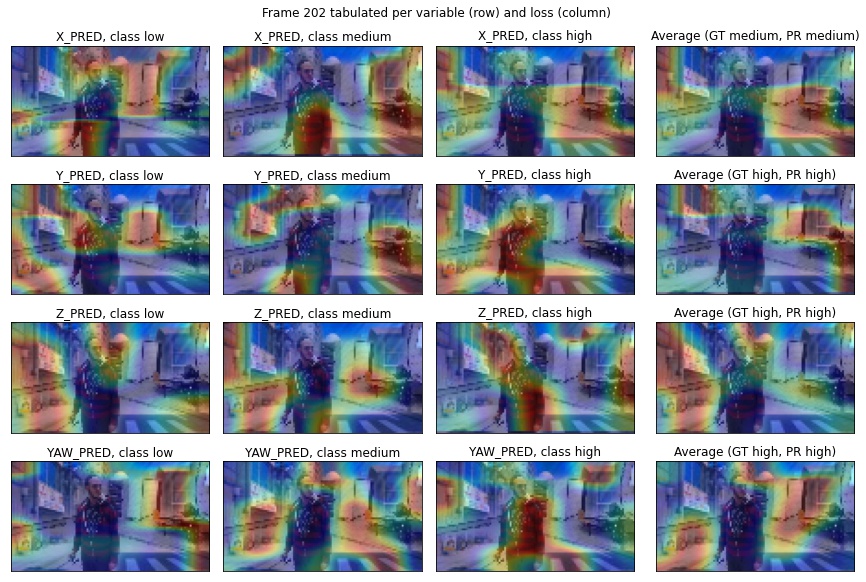 Frame 202 tabulated per variable (row) and loss (column)
X_PRED, class low
X_PRED, class medium
X_PRED, class high
Average (GT medium, PR medium)
Y_PRED, class low
Y_PRED, class medium
Y_PRED, class high
Average (GT high, PR high)
Z_PRED, class low
Z_PRED, class medium
Z_PRED, class high
Average (GT high, PR high)
YAW_PRED, class low
YAW_PRED, class medium
YAW_PRED, class high
Average (GT high, PR high)